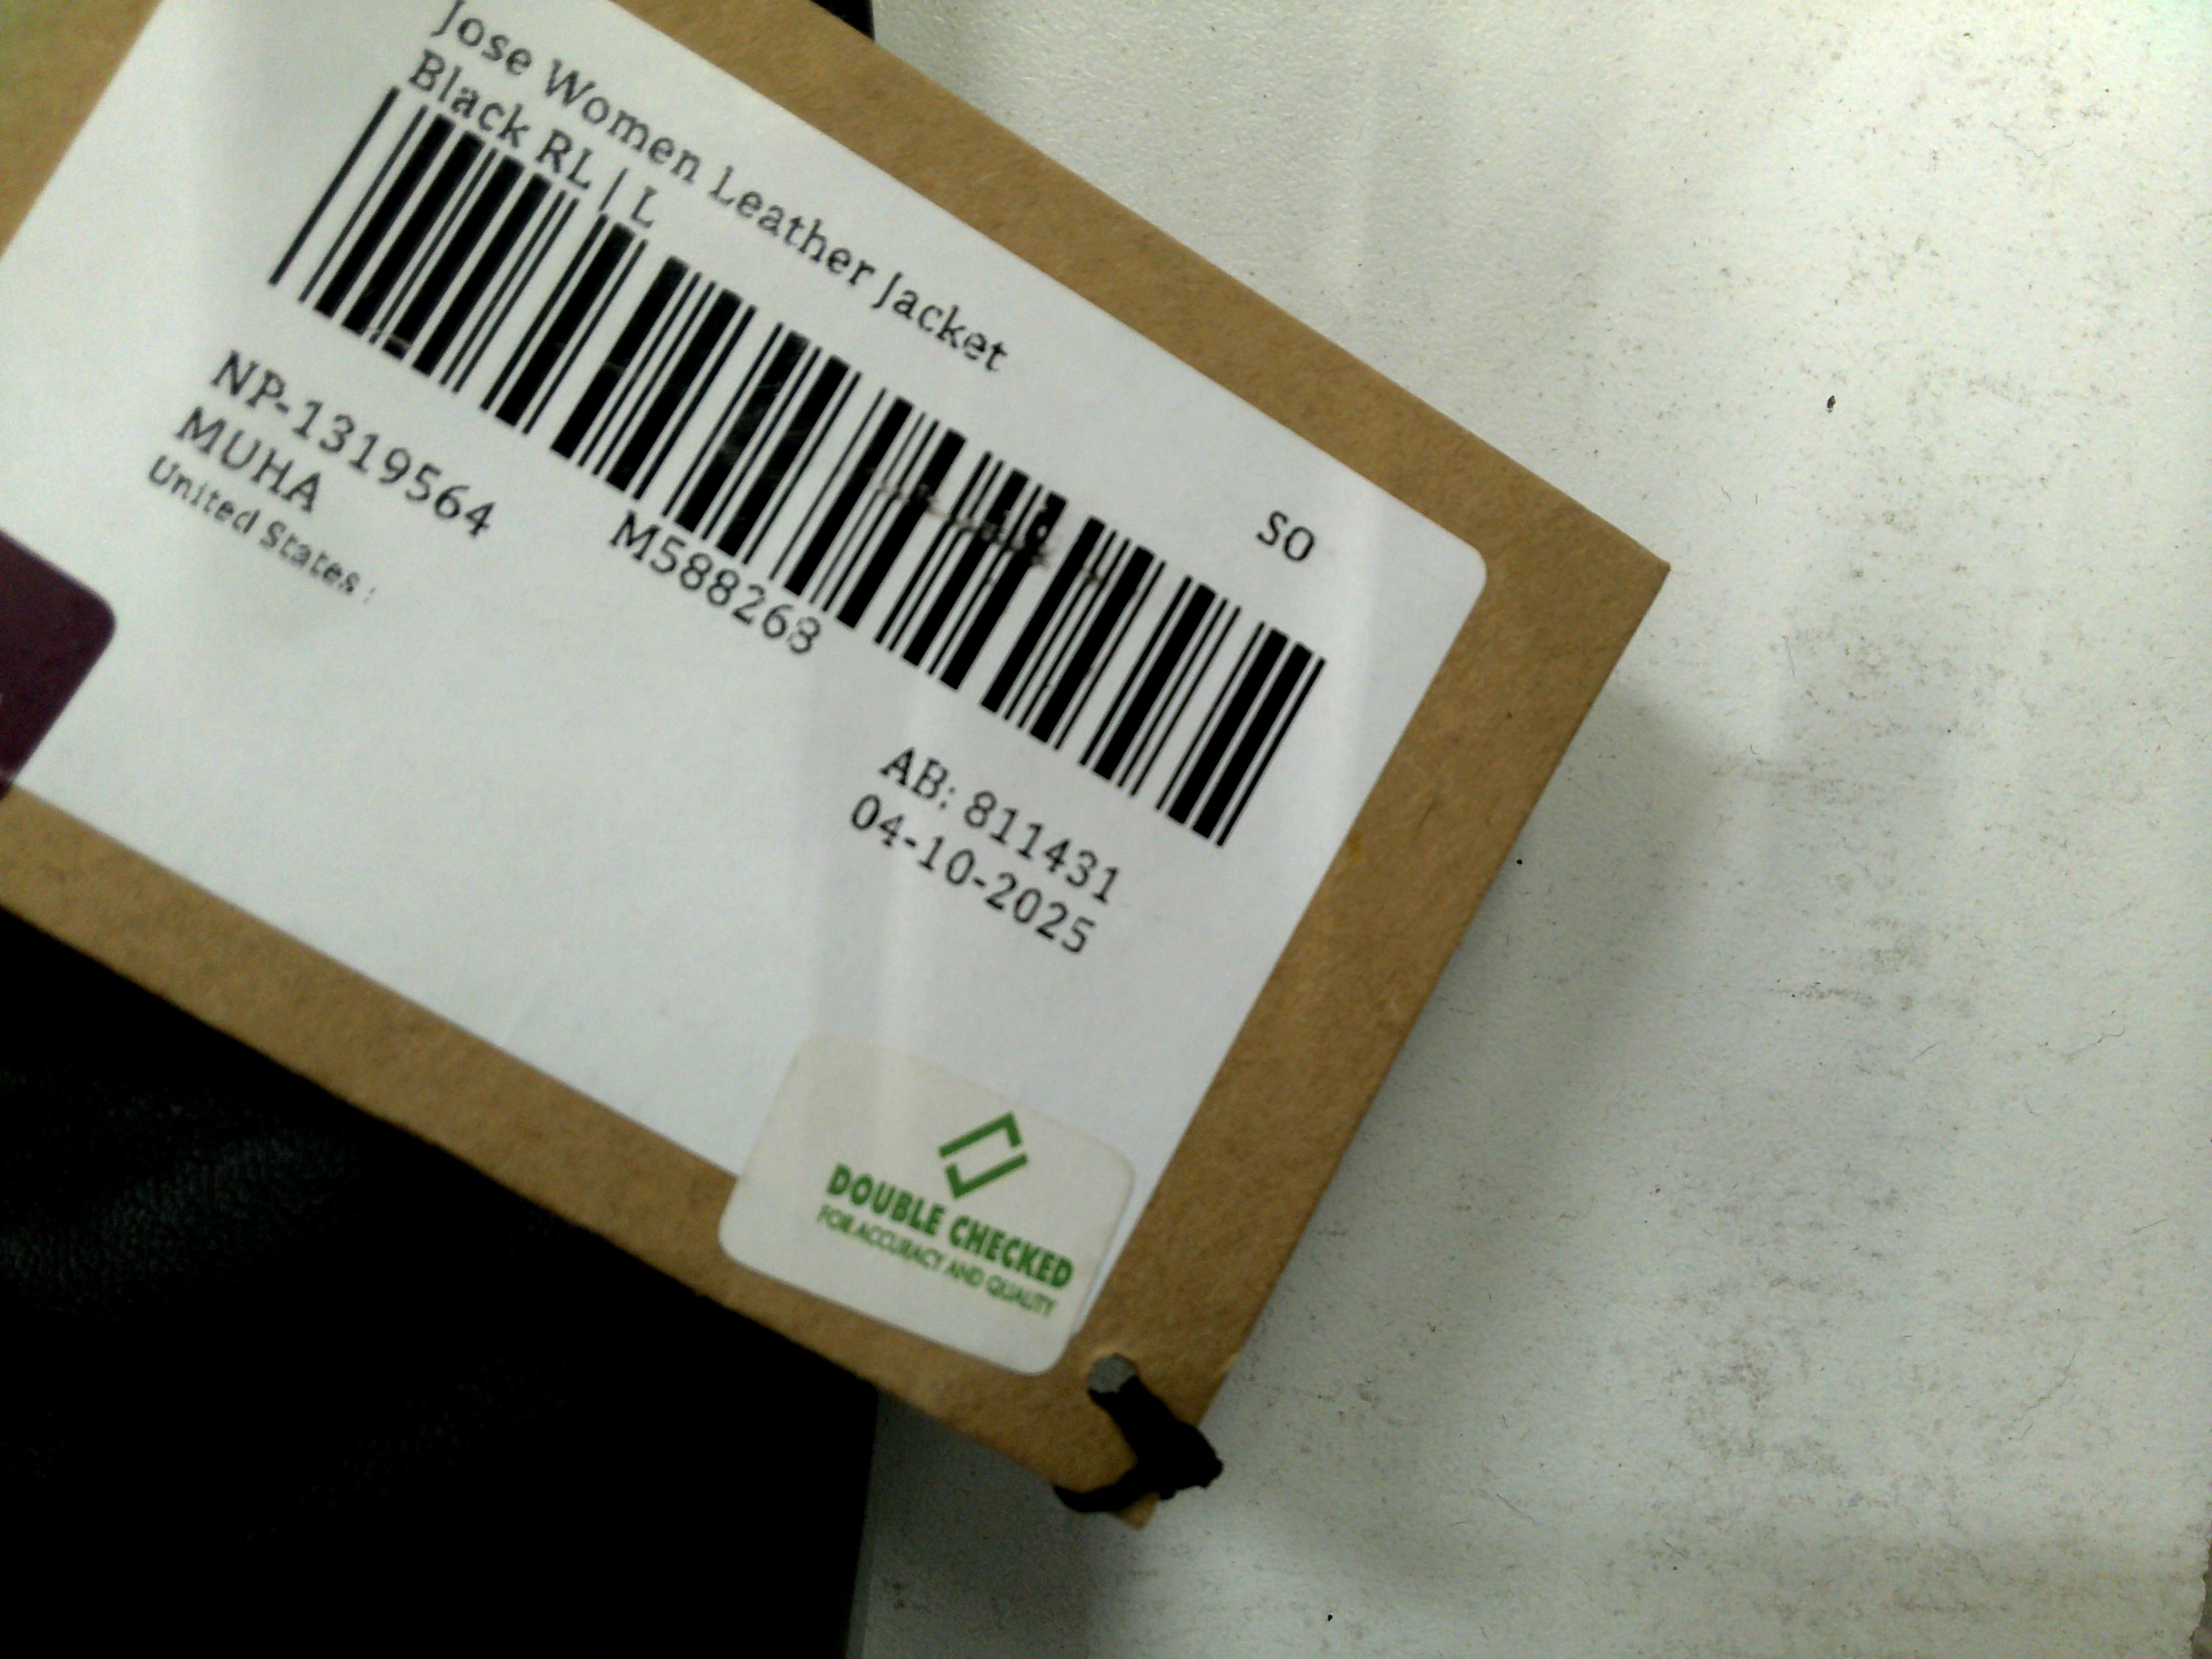 Jose Women Leather Jacket
Black RL | L
SO
NP-1319564
MUHA
United States :
M588268
AB: 811431
04-10-2025
DOUBLE CHECKED
FOR ACCURACY AND QUALITY